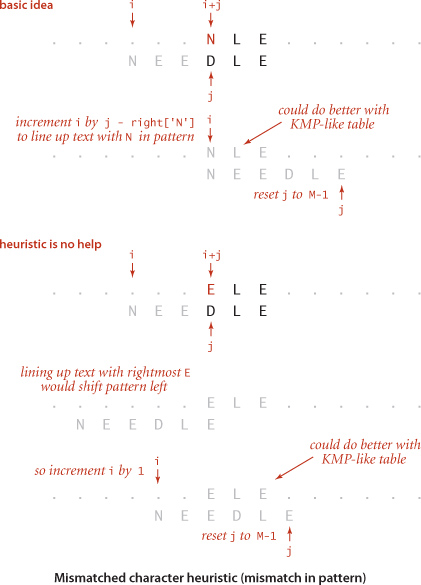 basic idea
i i+j
. . . . . . N L E . . . . . .
N E E D L E
j
could do better with
KMP-like table
increment i by j - right['N']
to line up text with N in pattern
i
. . . . . . N L E . . . . . .
N E E D L E
reset j to M-1
j
heuristic is no help
i i+j
. . . . . . E L E . . . . . .
N E E D L E
j
lining up text with rightmost E
would shift pattern left
. . . . . . E L E . . . . . .
N E E D L E
could do better with
KMP-like table
so increment i by 1
i
. . . . . . E L E . . . . . .
N E E D L E
reset j to M-1
j
Mismatched character heuristic (mismatch in pattern)